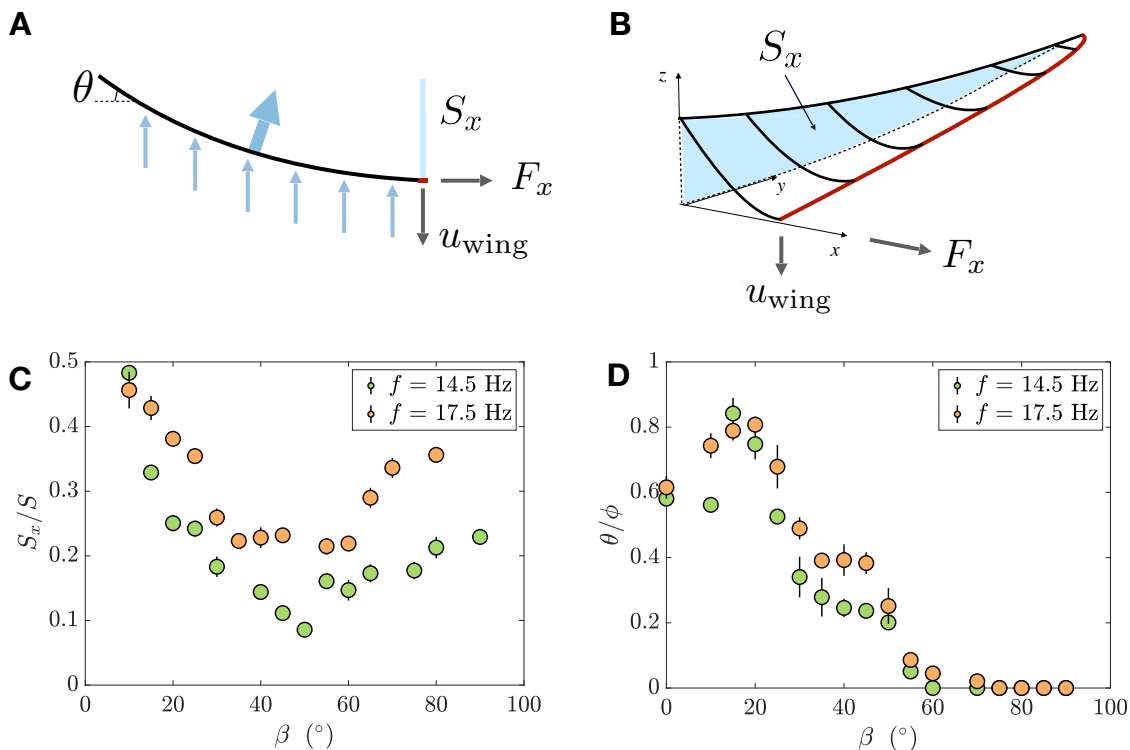 A
θ
S_x
F_x
u_wing
B
S_x
z
y
x
F_x
u_wing
C
S_x/S
0.5
0.4
0.3
0.2
0.1
0
f = 14.5 Hz
f = 17.5 Hz
0 20 40 60 80 100
β (°)
D
θ/ϕ
1
0.8
0.6
0.4
0.2
0
f = 14.5 Hz
f = 17.5 Hz
0 20 40 60 80 100
β (°)